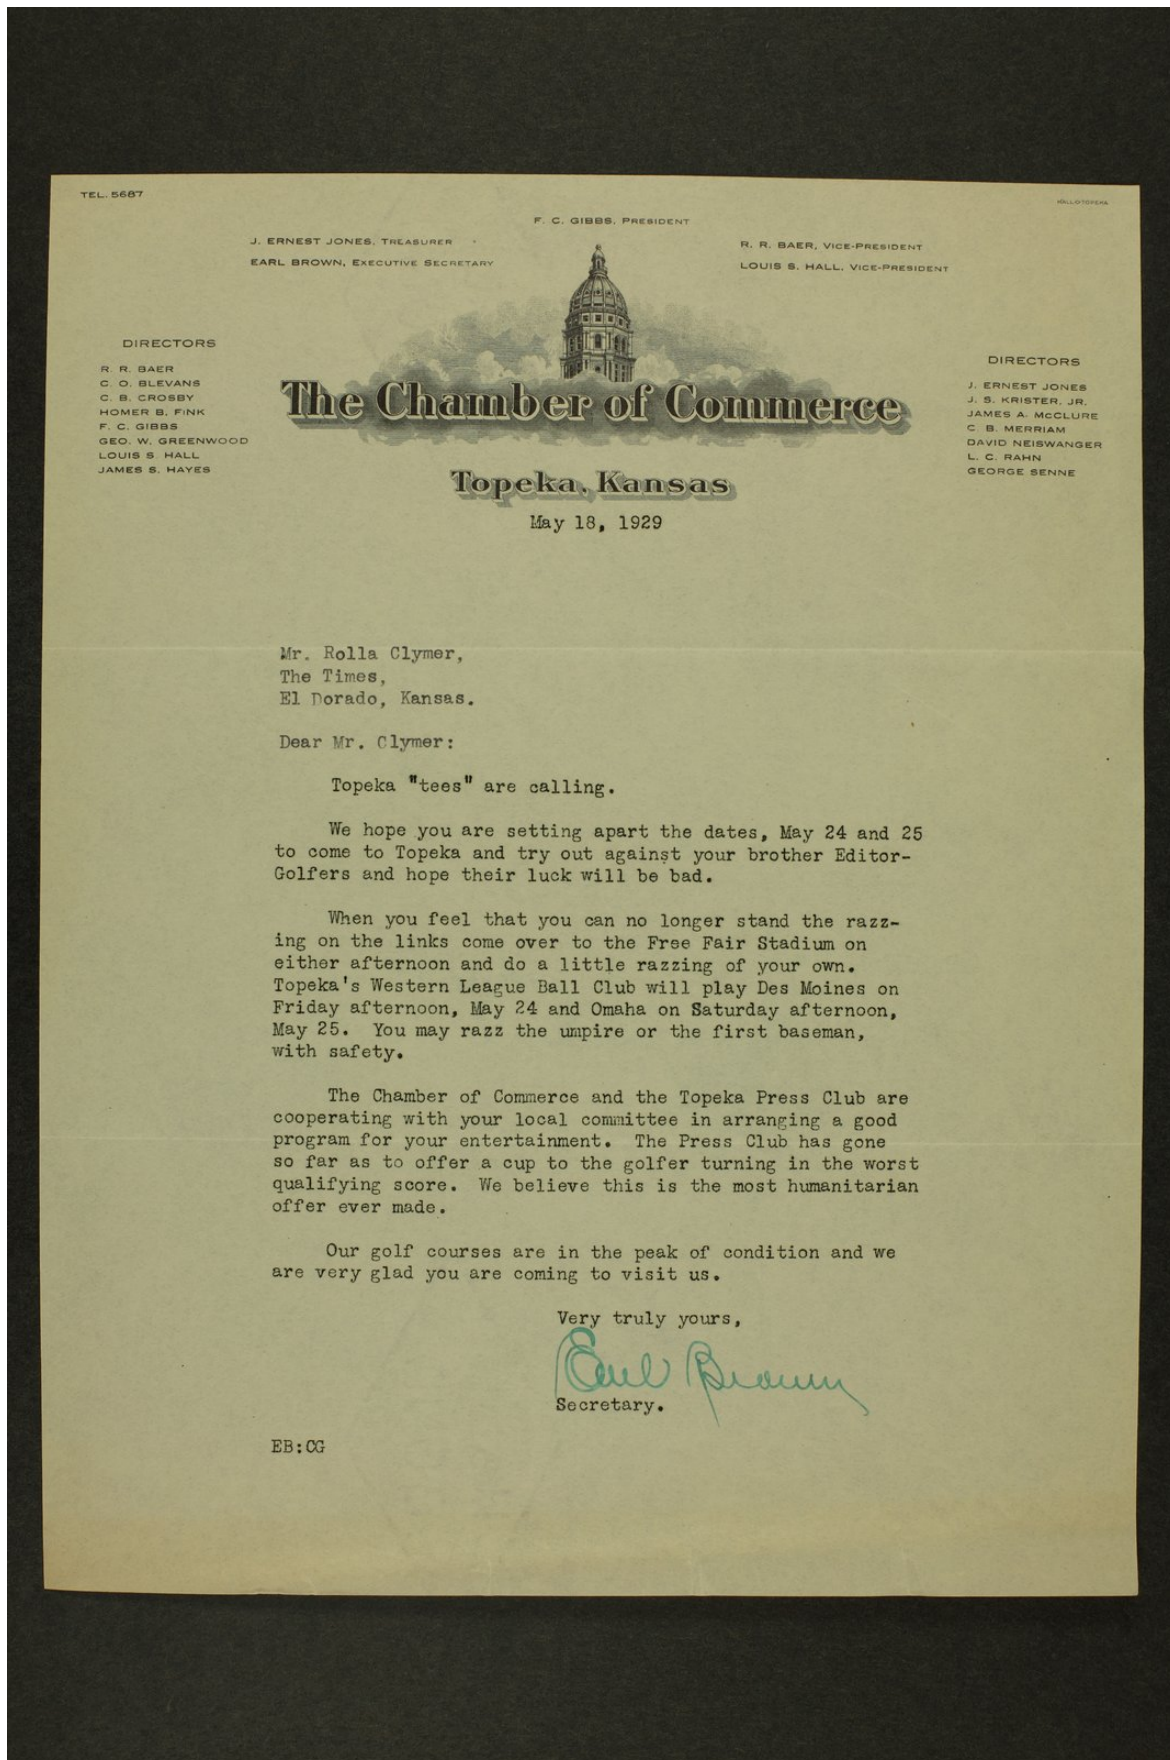 TEL. 5687
HALL-TOPEKA
F. C. GIBBS, PRESIDENT
J. ERNEST JONES, TREASURER
EARL BROWN, EXECUTIVE SECRETARY
R. R. BAER, VICE-PRESIDENT
LOUIS S. HALL, VICE-PRESIDENT
DIRECTORS
R. R. BAER
C. O. BLEVANS
C. B. CROSBY
HOMER B. FINK
F. C. GIBBS
GEO. W. GREENWOOD
LOUIS S. HALL
JAMES S. HAYES
The Chamber of Commerce
Topeka, Kansas
DIRECTORS
J. ERNEST JONES
J. S. KRISTER, JR.
JAMES A. McCLURE
C. B. MERRIAM
DAVID NEISWANGER
L. C. RAHN
GEORGE SENNE
May 18, 1929
Mr. Rolla Clymer,
The Times,
El Dorado, Kansas.
Dear Mr. Clymer:
Topeka "tees" are calling.
We hope you are setting apart the dates, May 24 and 25
to come to Topeka and try out against your brother Editor-
Golfers and hope their luck will be bad.
When you feel that you can no longer stand the razz-
ing on the links come over to the Free Fair Stadium on
either afternoon and do a little razzing of your own.
Topeka's Western League Ball Club will play Des Moines on
Friday afternoon, May 24 and Omaha on Saturday afternoon,
May 25. You may razz the umpire or the first baseman,
with safety.
The Chamber of Commerce and the Topeka Press Club are
cooperating with your local committee in arranging a good
program for your entertainment. The Press Club has gone
so far as to offer a cup to the golfer turning in the worst
qualifying score. We believe this is the most humanitarian
offer ever made.
Our golf courses are in the peak of condition and we
are very glad you are coming to visit us.
Very truly yours,
Earl Brown
Secretary.
EB:CG